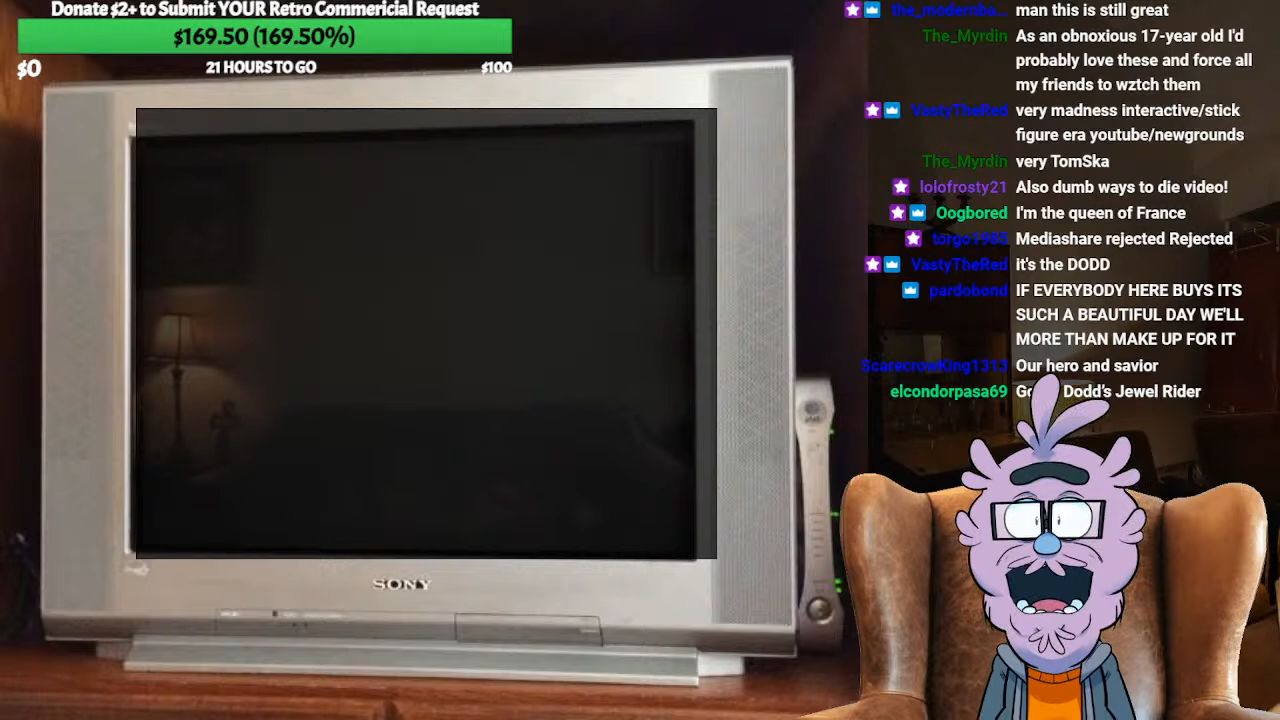 Donate $2+ to Submit YOUR Retro Commericial Request
$169.50 (169.50%)
$0
21 HOURS TO GO
$100
SONY
the_modernba... man this is still great
The_Myrdin As an obnoxious 17-year old I'd
probably love these and force all
my friends to wztch them
VastyTheRed very madness interactive/stick
figure era youtube/newgrounds
The_Myrdin very TomSka
lolofrosty21 Also dumb ways to die video!
Oogbored I'm the queen of France
torgo1985 Mediashare rejected Rejected
VastyTheRed it's the DODD
pardobond IF EVERYBODY HERE BUYS ITS
SUCH A BEAUTIFUL DAY WE'LL
MORE THAN MAKE UP FOR IT
ScarecrowKing1313 Our hero and savior
elcondorpasa69 Dodd's Jewel Rider